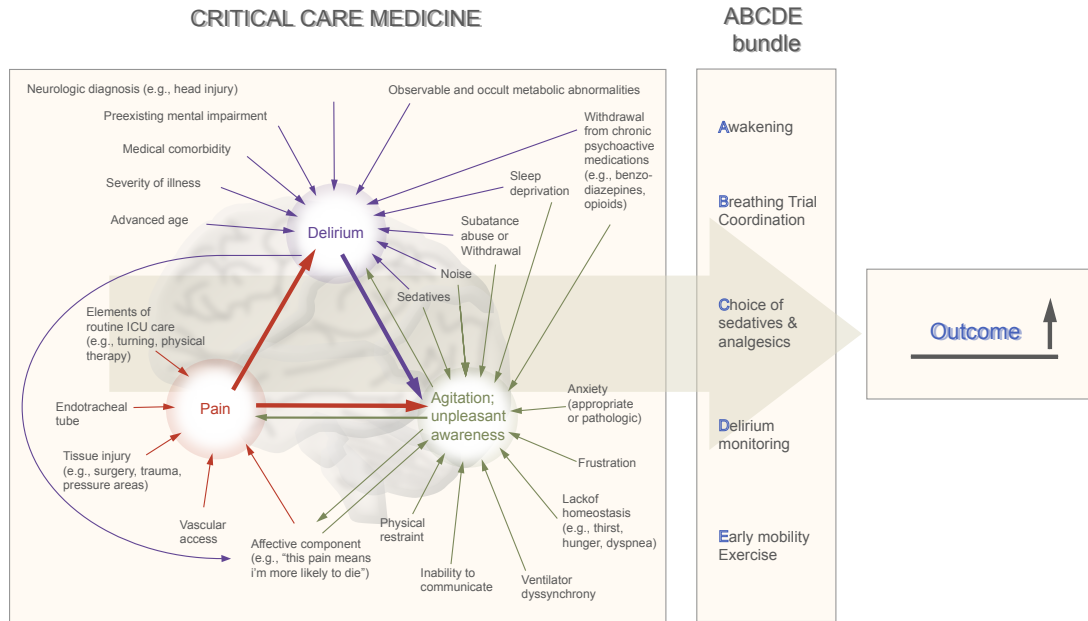 CRITICAL CARE MEDICINE
ABCDE
bundle
Neurologic diagnosis (e.g., head injury)
Observable and occult metabolic abnormalities
Preexisting mental impairment
Withdrawal
from chronic
psychoactive
medications
(e.g., benzo-
diazepines,
opioids)
Medical comorbidity
Severity of illness
Sleep
deprivation
Advanced age
Delirium
Subatance
abuse or
Withdrawal
Noise
Sedatives
Elements of
routine ICU care
(e.g., turning, physical
therapy)
Pain
Agitation;
unpleasant
awareness
Anxiety
(appropriate
or pathologic)
Endotracheal
tube
Tissue injury
(e.g., surgery, trauma,
pressure areas)
Frustration
Vascular
access
Affective component
(e.g., “this pain means
i’m more likely to die”)
Physical
restraint
Lackof
homeostasis
(e.g., thirst,
hunger, dyspnea)
Inability to
communicate
Ventilator
dyssynchrony
Awakening
Breathing Trial
Coordination
Choice of
sedatives &
analgesics
Delirium
monitoring
Early mobility
Exercise
Outcome